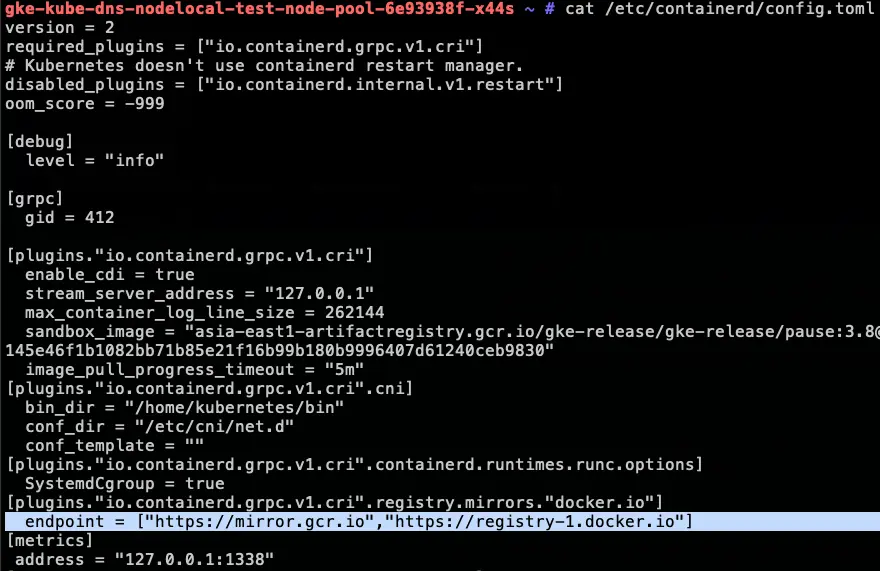 gke-kube-dns-nodelocal-test-node-pool-6e93938f-x44s ~ # cat /etc/containerd/config.toml
version = 2
required_plugins = ["io.containerd.grpc.v1.cri"]
# Kubernetes doesn't use containerd restart manager.
disabled_plugins = ["io.containerd.internal.v1.restart"]
oom_score = -999
[debug]
  level = "info"
[grpc]
  gid = 412
[plugins."io.containerd.grpc.v1.cri"]
  enable_cdi = true
  stream_server_address = "127.0.0.1"
  max_container_log_line_size = 262144
  sandbox_image = "asia-east1-artifactregistry.gcr.io/gke-release/gke-release/pause:3.8@
145e46f1b1082bb71b85e21f16b99b180b9996407d61240ceb9830"
  image_pull_progress_timeout = "5m"
[plugins."io.containerd.grpc.v1.cri".cni]
  bin_dir = "/home/kubernetes/bin"
  conf_dir = "/etc/cni/net.d"
  conf_template = ""
[plugins."io.containerd.grpc.v1.cri".containerd.runtimes.runc.options]
  SystemdCgroup = true
[plugins."io.containerd.grpc.v1.cri".registry.mirrors."docker.io"]
  endpoint = ["https://mirror.gcr.io","https://registry-1.docker.io"]
[metrics]
 address = "127.0.0.1:1338"